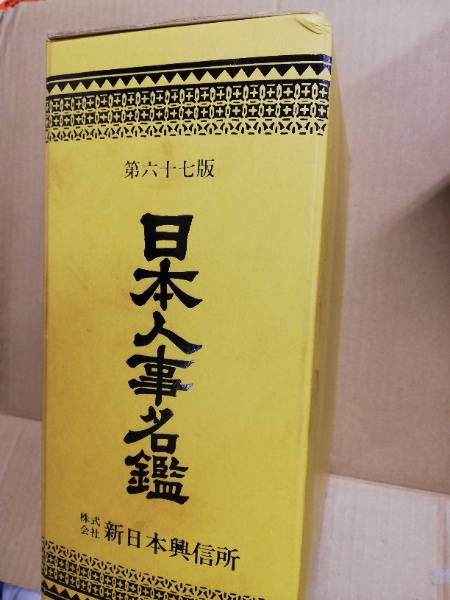 第六十七版
日本人事名鑑
株式会社 新日本興信所